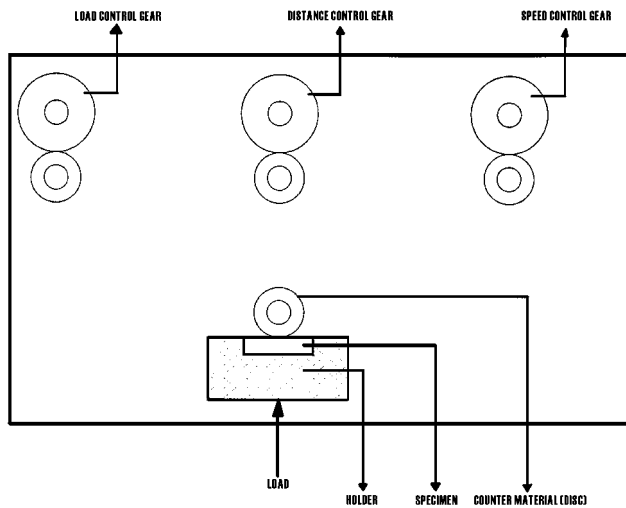 LOAD CONTROL GEAR
DISTANCE CONTROL GEAR
SPEED CONTROL GEAR
LOAD
HOLDER
SPECIMEN
COUNTER MATERIAL (DISC)